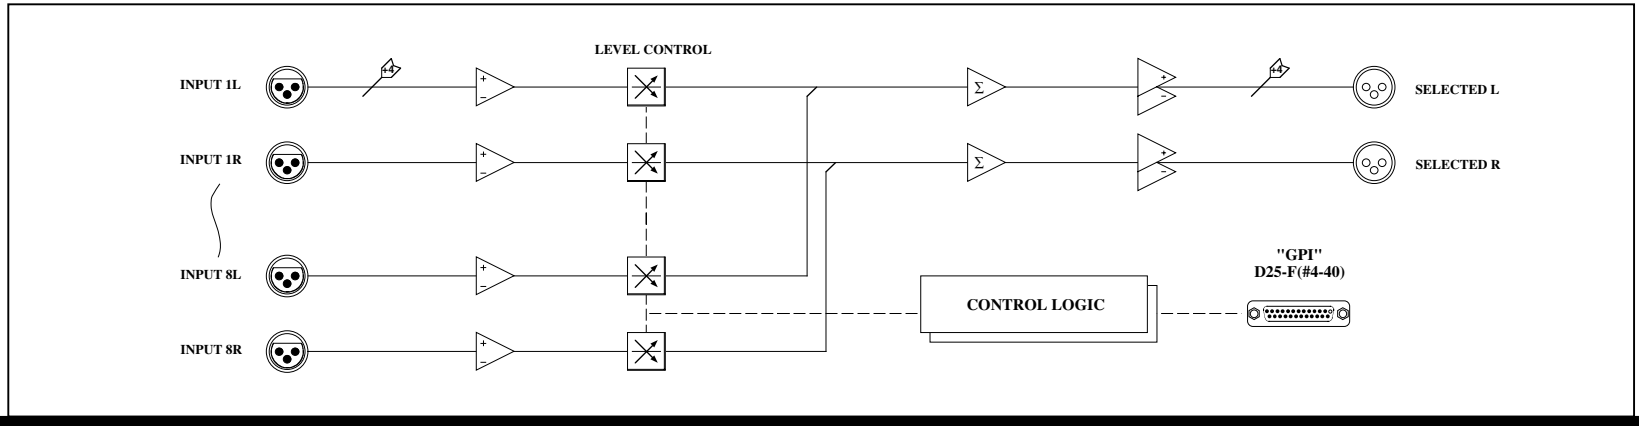 LEVEL CONTROL
INPUT 1L
+4
+
−
Σ
+
−
+4
SELECTED L
INPUT 1R
+
−
Σ
+
−
SELECTED R
INPUT 8L
+
−
"GPI"
D25-F(#4-40)
CONTROL LOGIC
INPUT 8R
+
−